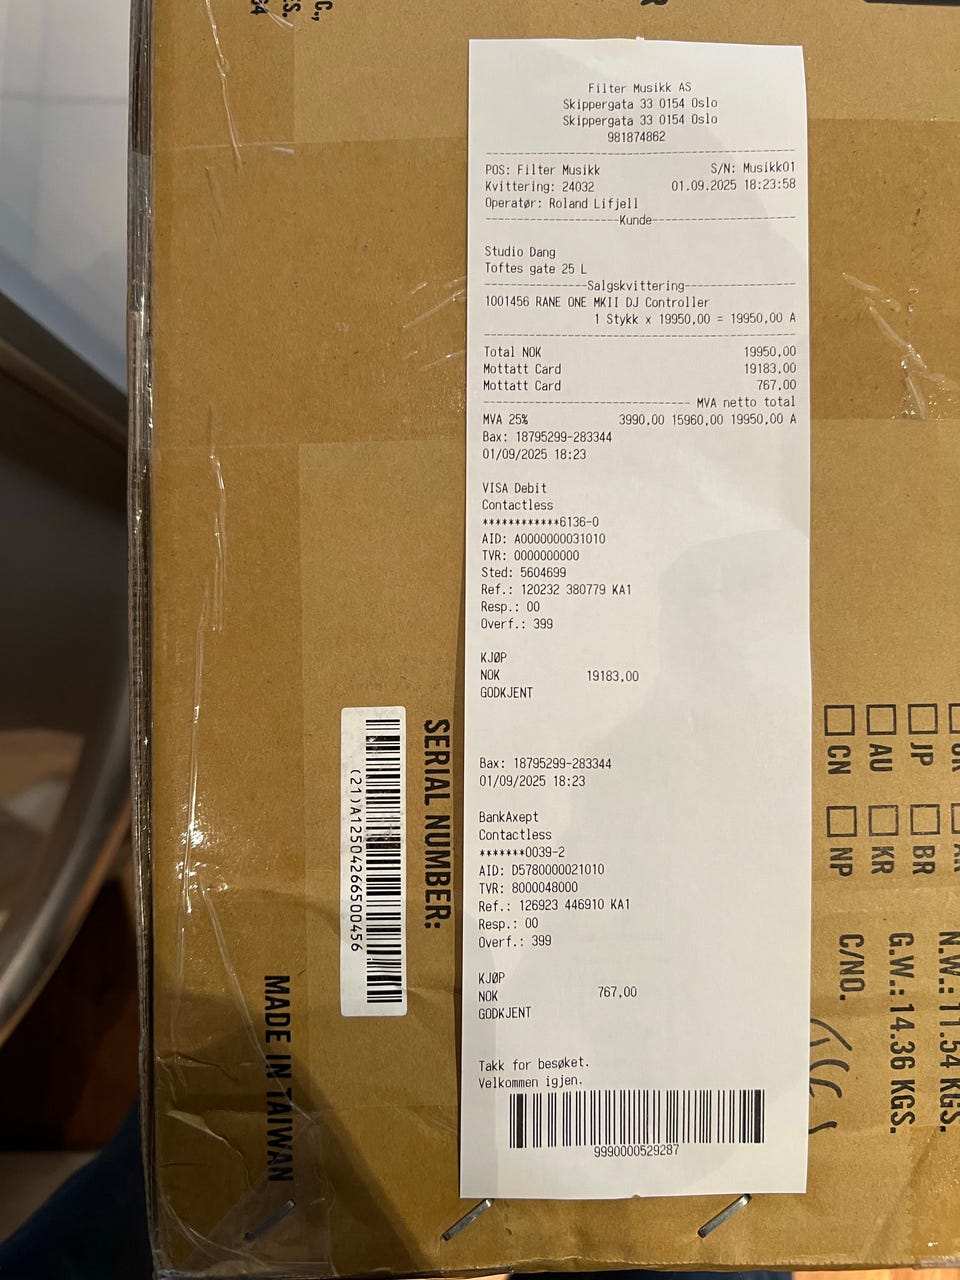 Filter Musikk AS
Skippergata 33 0154 Oslo
Skippergata 33 0154 Oslo
981874862
POS: Filter Musikk S/N: Musikk01
Kvittering: 24032 01.09.2025 18:23:58
Operatør: Roland Lifjell
Kunde
Studio Dang
Toftes gate 25 L
Salgskvittering
1001456 RANE ONE MKII DJ Controller
1 Stykk x 19950,00 = 19950,00 A
Total NOK 19950,00
Mottatt Card 19183,00
Mottatt Card 767,00
MVA netto total
MVA 25% 3990,00 15960,00 19950,00 A
Bax: 18795299-283344
01/09/2025 18:23
VISA Debit
Contactless
************6136-0
AID: A0000000031010
TVR: 0000000000
Sted: 5604699
Ref.: 120232 380779 KA1
Resp.: 00
Overf.: 399
KJØP
NOK 19183,00
GODKJENT
Bax: 18795299-283344
01/09/2025 18:23
BankAxept
Contactless
*******0039-2
AID: D5780000021010
TVR: 8000048000
Ref.: 126923 446910 KA1
Resp.: 00
Overf.: 399
KJØP
NOK 767,00
GODKJENT
Takk for besøket.
Velkommen igjen.
9990000529287
SERIAL NUMBER:
(21)A12504266500456
MADE IN TAIWAN
JP BR
AU KR
CN NP
N.W.: 11.54 KGS.
G.W.: 14.36 KGS.
C/NO.